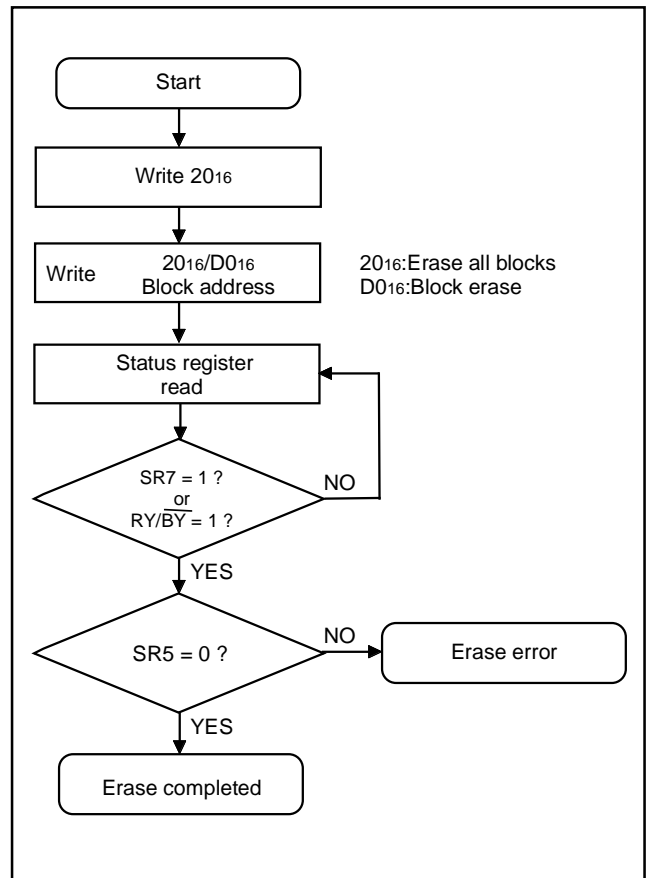 Start
Write 2016
Write 2016/D016
Block address
2016:Erase all blocks
D016:Block erase
Status register
read
SR7 = 1 ?
or
RY/BY = 1 ?
NO
YES
SR5 = 0 ?
NO
Erase error
YES
Erase completed